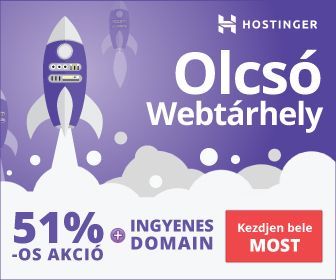 HOSTINGER
Olcsó
Webtárhely
51%
-OS AKCIÓ
+
INGYENES
DOMAIN
Kezdjen bele
MOST